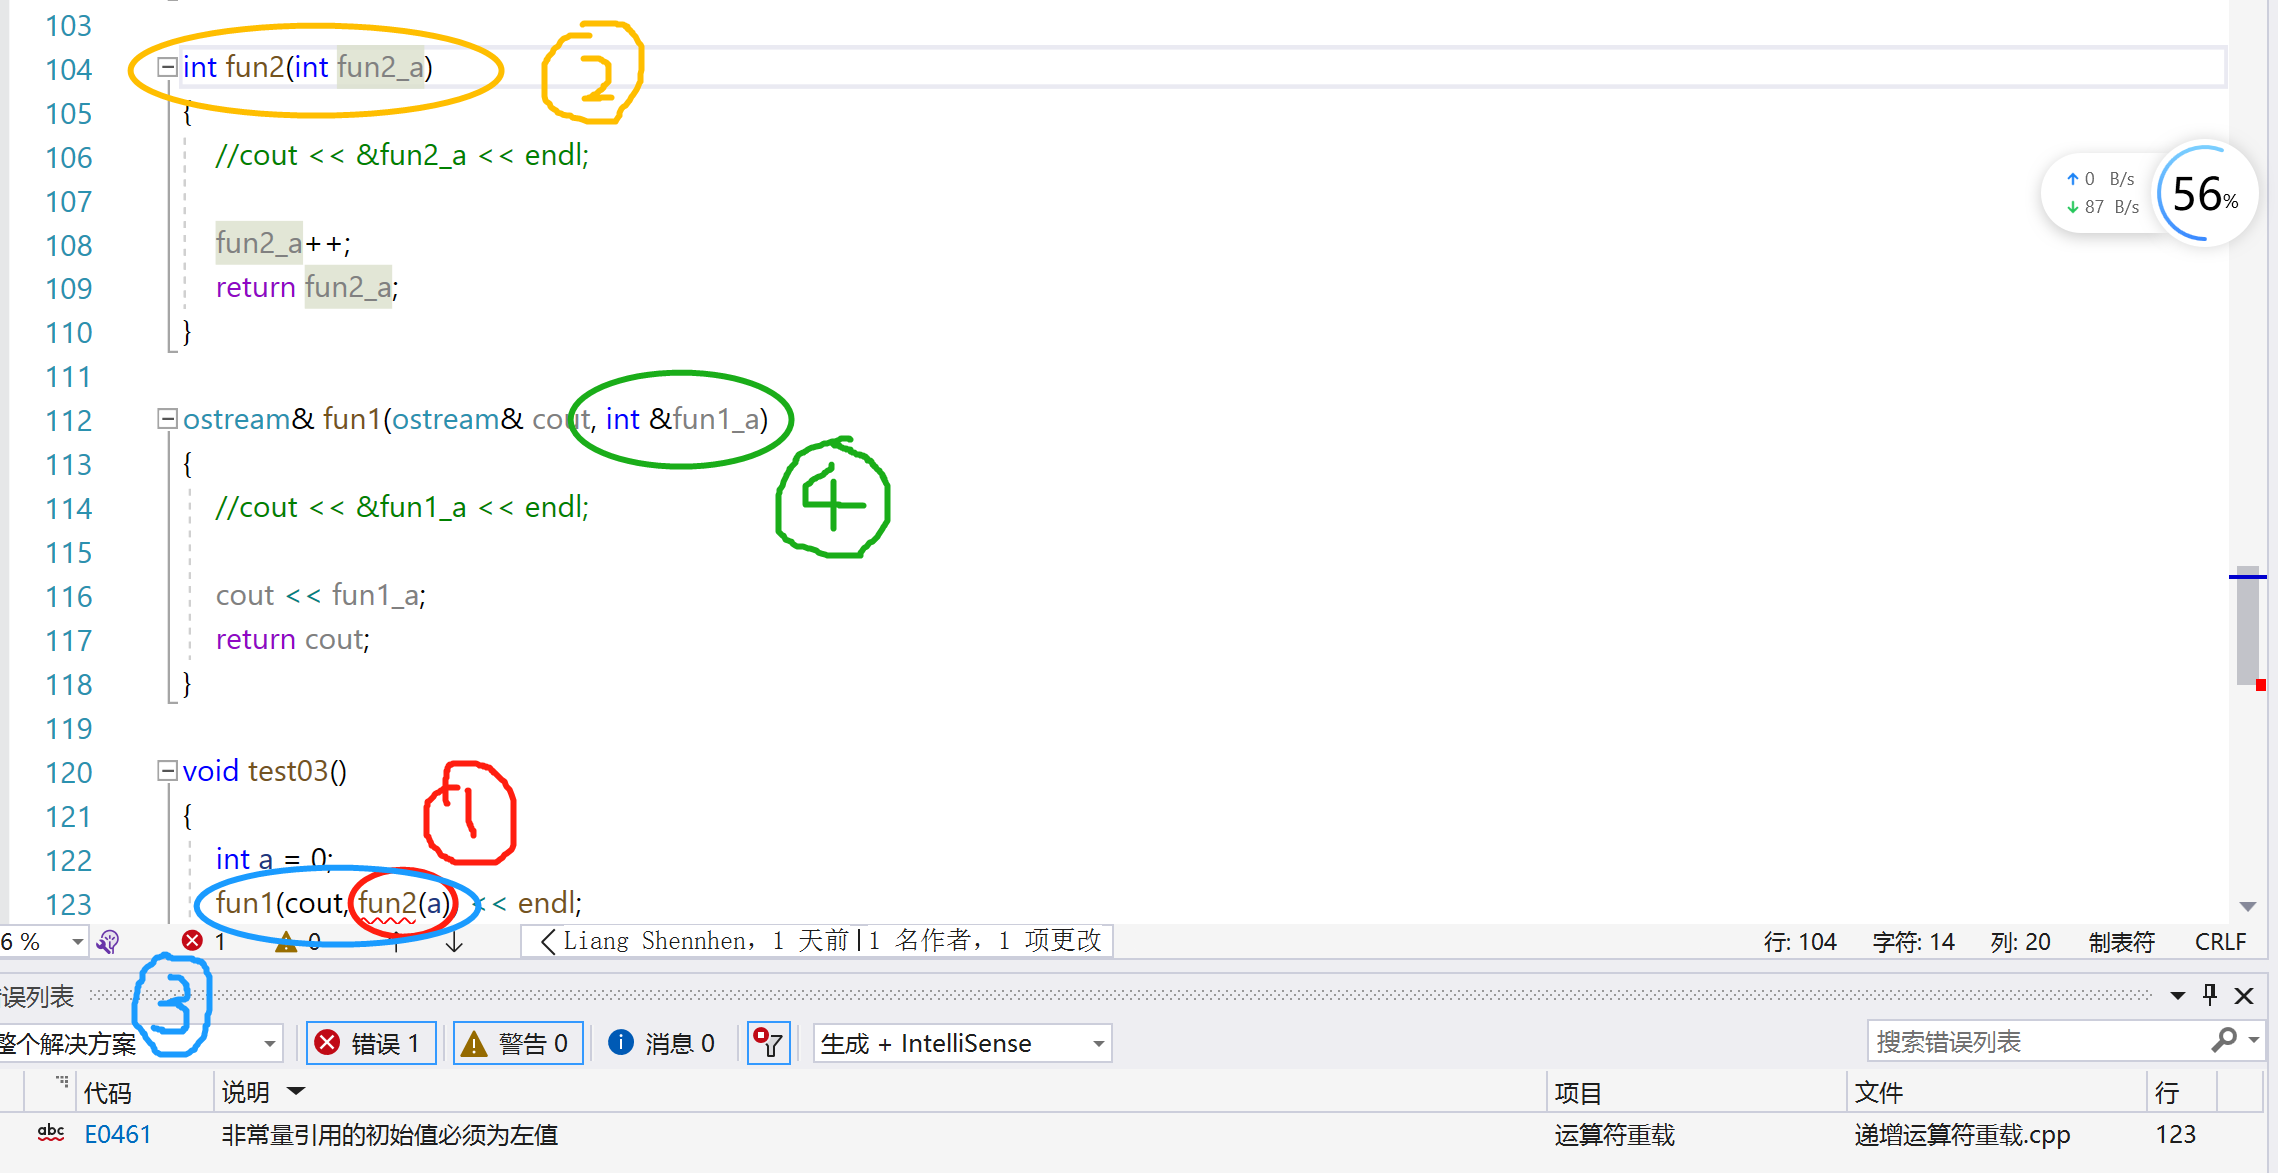 103
104 int fun2(int fun2_a)
2
105 {
106 //cout << &fun2_a << endl;
107
↑ 0 B/s
↓ 87 B/s
56%
108 fun2_a++;
109 return fun2_a;
110 }
111
112 ostream& fun1(ostream& cout, int &fun1_a)
113 {
4
114 //cout << &fun1_a << endl;
115
116 cout << fun1_a;
117 return cout;
118 }
119
120 void test03()
1
121 {
122 int a = 0;
123 fun1(cout, fun2(a)) << endl;
6 % 1 0 ↑ ↓ Liang Shennhen，1 天前|1 名作者，1 项更改 行: 104 字符: 14 列: 20 制表符 CRLF
误列表
3
整个解决方案 错误 1 警告 0 消息 0 生成 + IntelliSense 搜索错误列表
代码 说明 项目 文件 行
abc E0461 非常量引用的初始值必须为左值 运算符重载 递增运算符重载.cpp 123